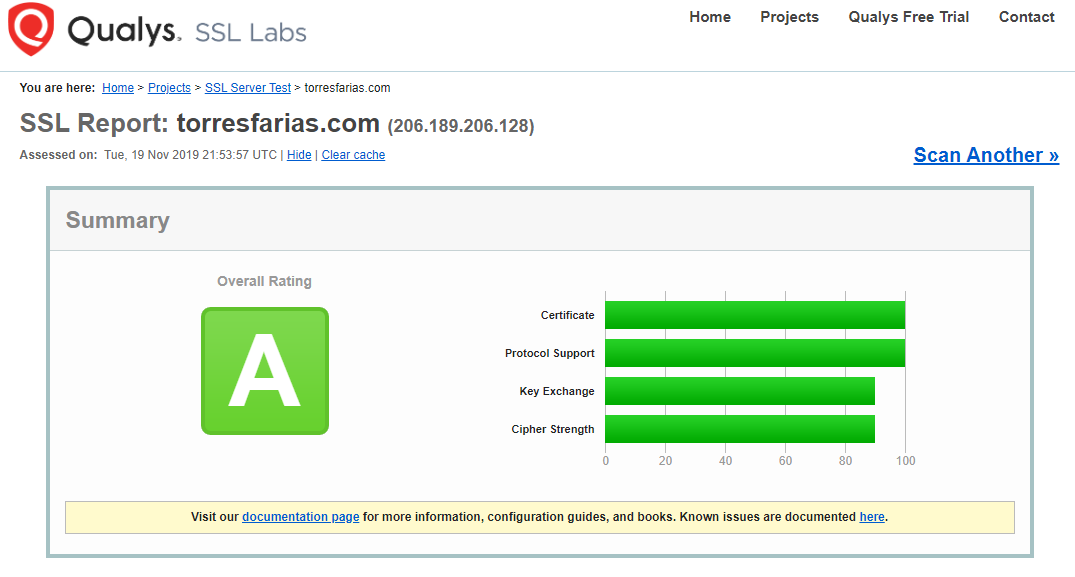 Qualys. SSL Labs
Home Projects Qualys Free Trial Contact
You are here: Home > Projects > SSL Server Test > torresfarias.com
SSL Report: torresfarias.com (206.189.206.128)
Assessed on: Tue, 19 Nov 2019 21:53:57 UTC | Hide | Clear cache
Scan Another »
Summary
Overall Rating
A
Certificate
Protocol Support
Key Exchange
Cipher Strength
0 20 40 60 80 100
Visit our documentation page for more information, configuration guides, and books. Known issues are documented here.